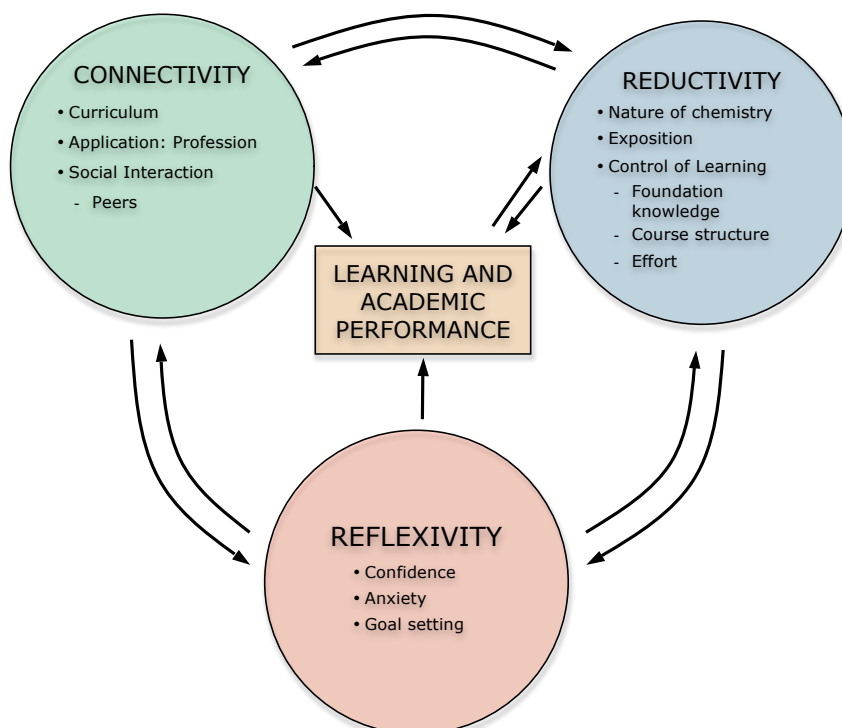 CONNECTIVITY
• Curriculum
• Application: Profession
• Social Interaction
- Peers
REDUCTIVITY
• Nature of chemistry
• Exposition
• Control of Learning
- Foundation
knowledge
- Course structure
- Effort
LEARNING AND
ACADEMIC
PERFORMANCE
REFLEXIVITY
• Confidence
• Anxiety
• Goal setting